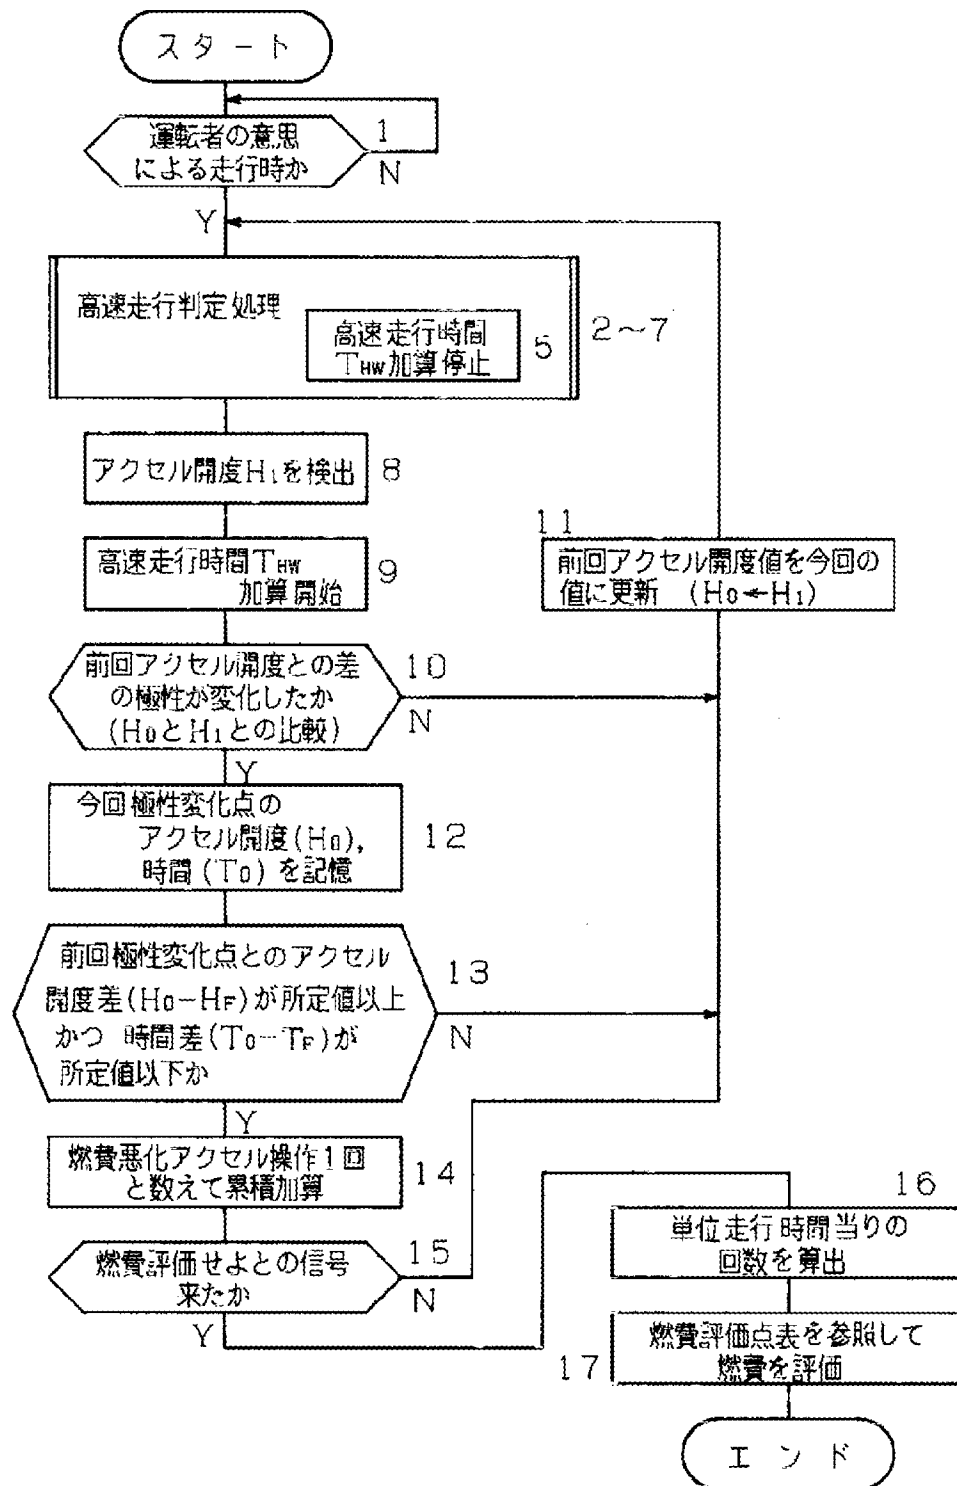 スタート
運転者の意思
による走行時か
1
N
Y
高速走行判定処理
高速走行時間
THW加算停止
5
2～7
アクセル開度H1を検出
8
高速走行時間THW
加算開始
9
11
前回アクセル開度値を今回の
値に更新 (H0←H1)
前回アクセル開度との差
の極性が変化したか
(H0とH1との比較)
10
N
Y
今回極性変化点の
アクセル開度(H0),
時間(T0)を記憶
12
前回極性変化点とのアクセル
開度差(H0-HF)が所定値以上
かつ 時間差(T0-TF)が
所定値以下か
13
N
Y
燃費悪化アクセル操作1回
と数えて累積加算
14
燃費評価せよとの信号
来たか
15
N
Y
16
単位走行時間当りの
回数を算出
燃費評価点表を参照して
燃費を評価
17
エンド